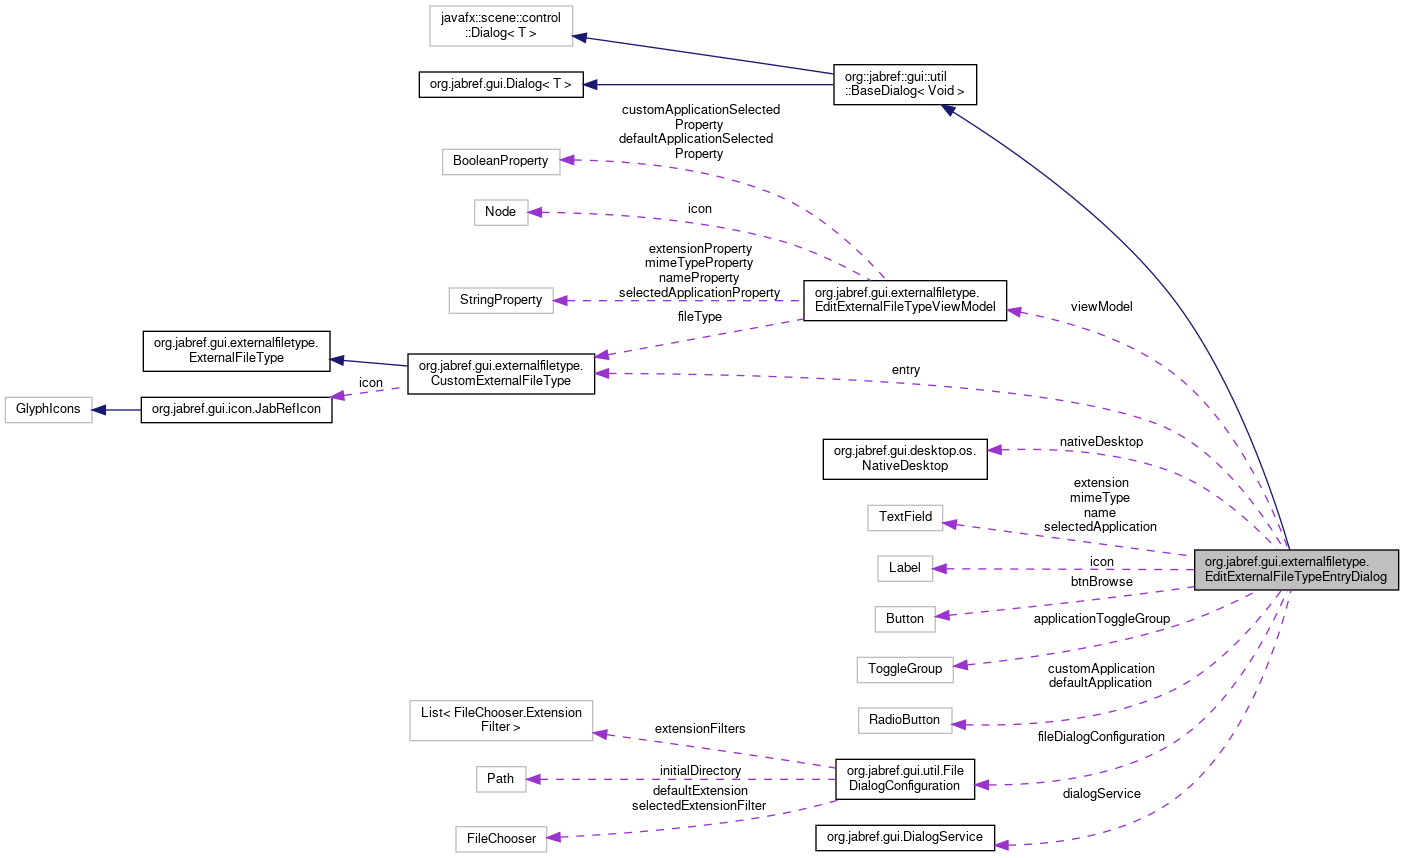 javafx::scene::control
::Dialog< T >
org.jabref.gui.Dialog< T >
org::jabref::gui::util
::BaseDialog< Void >
customApplicationSelected
Property
defaultApplicationSelected
Property
BooleanProperty
Node
icon
extensionProperty
mimeTypeProperty
nameProperty
selectedApplicationProperty
StringProperty
org.jabref.gui.externalfiletype.
EditExternalFileTypeViewModel
viewModel
fileType
org.jabref.gui.externalfiletype.
ExternalFileType
org.jabref.gui.externalfiletype.
CustomExternalFileType
entry
icon
GlyphIcons
org.jabref.gui.icon.JabRefIcon
org.jabref.gui.desktop.os.
NativeDesktop
nativeDesktop
extension
mimeType
name
selectedApplication
TextField
Label
icon
org.jabref.gui.externalfiletype.
EditExternalFileTypeEntryDialog
btnBrowse
Button
applicationToggleGroup
ToggleGroup
customApplication
defaultApplication
RadioButton
List< FileChooser.Extension
Filter >
extensionFilters
fileDialogConfiguration
Path
initialDirectory
org.jabref.gui.util.File
DialogConfiguration
defaultExtension
selectedExtensionFilter
dialogService
FileChooser
org.jabref.gui.DialogService